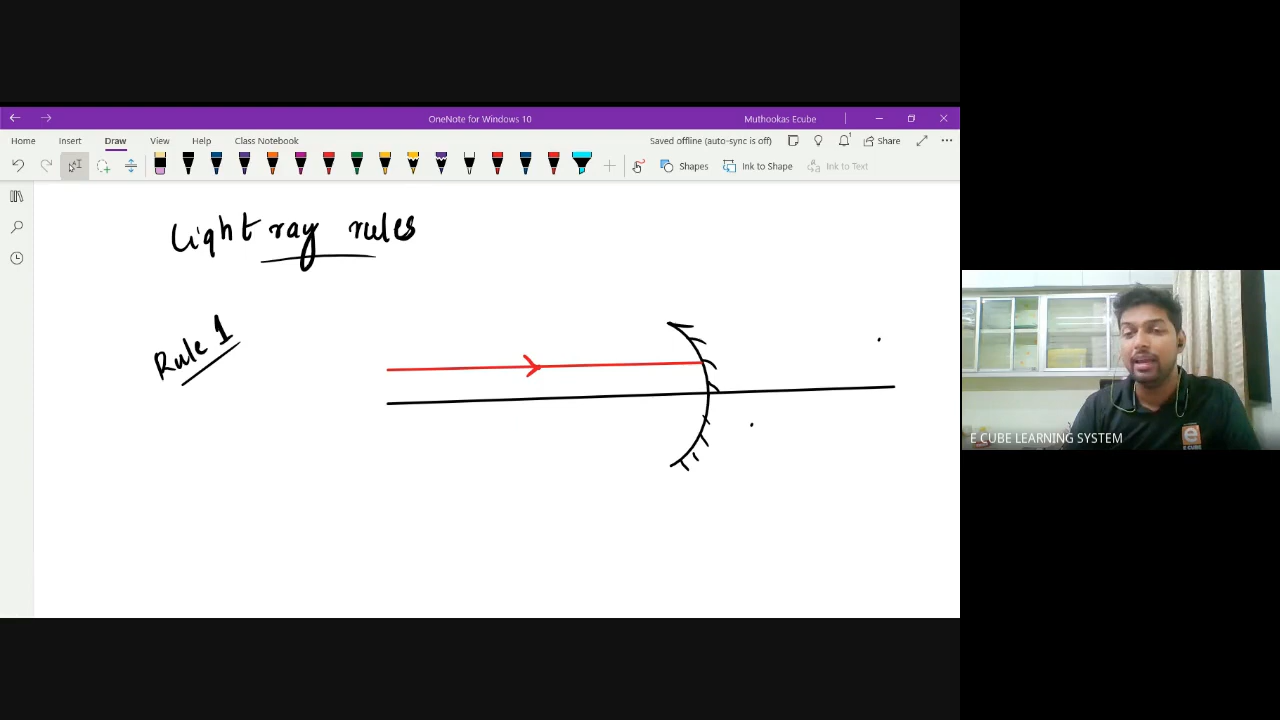 OneNote for Windows 10
Muthookas Ecube
Home Insert Draw View Help Class Notebook
Saved offline (auto-sync is off)
Share
Shapes
Ink to Shape
Ink to Text
Light ray rules
Rule 1
E CUBE
E CUBE LEARNING SYSTEM